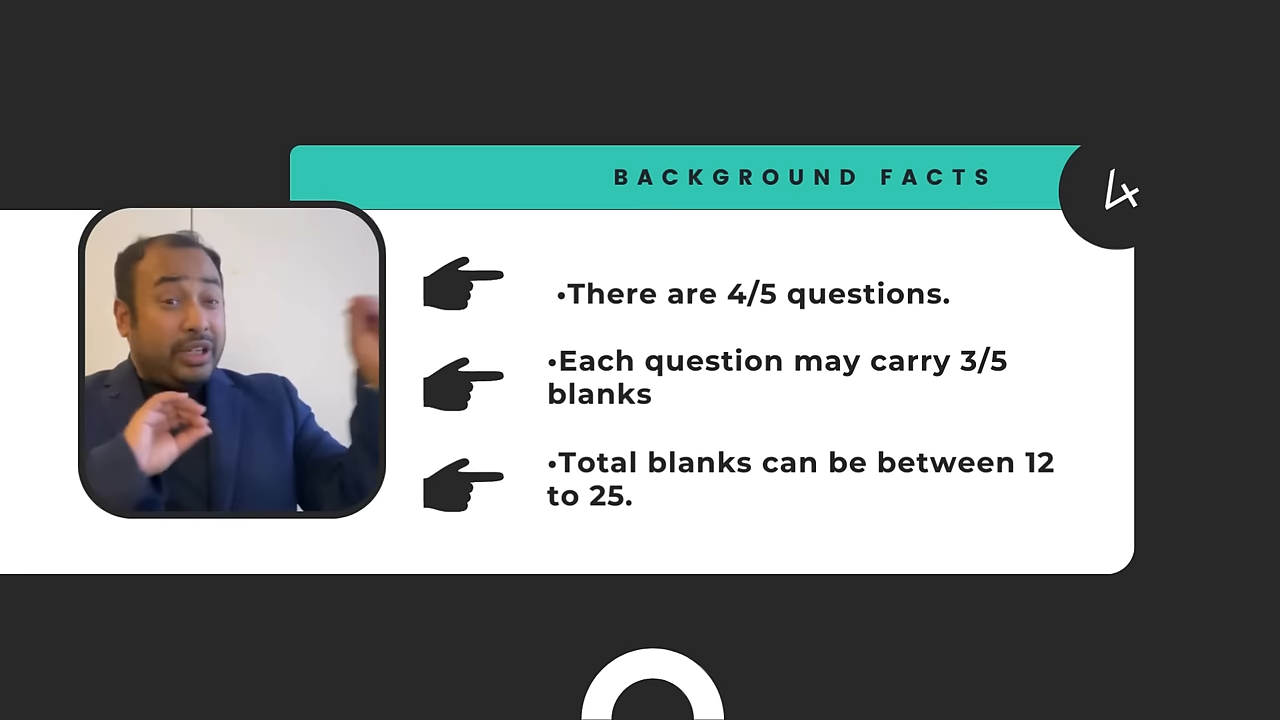 BACKGROUND FACTS
4
•There are 4/5 questions.
•Each question may carry 3/5
blanks
•Total blanks can be between 12
to 25.